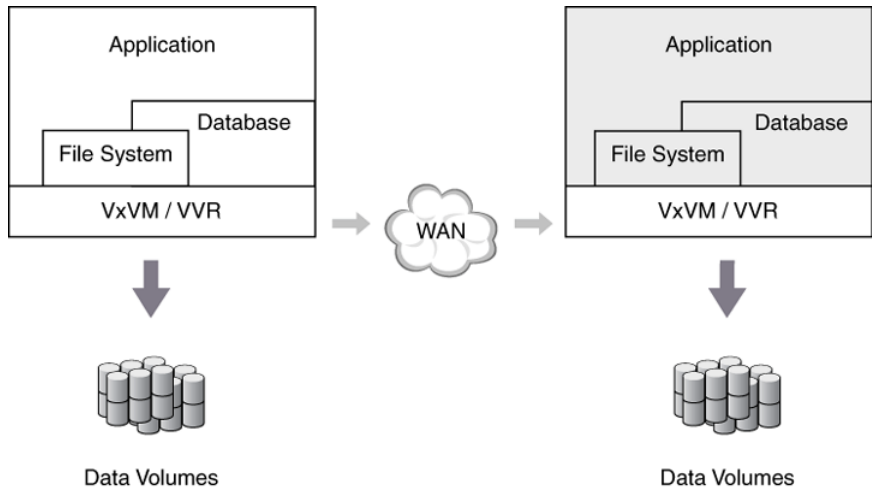 Application
Database
File System
VxVM / VVR
Data Volumes
WAN
Application
Database
File System
VxVM / VVR
Data Volumes